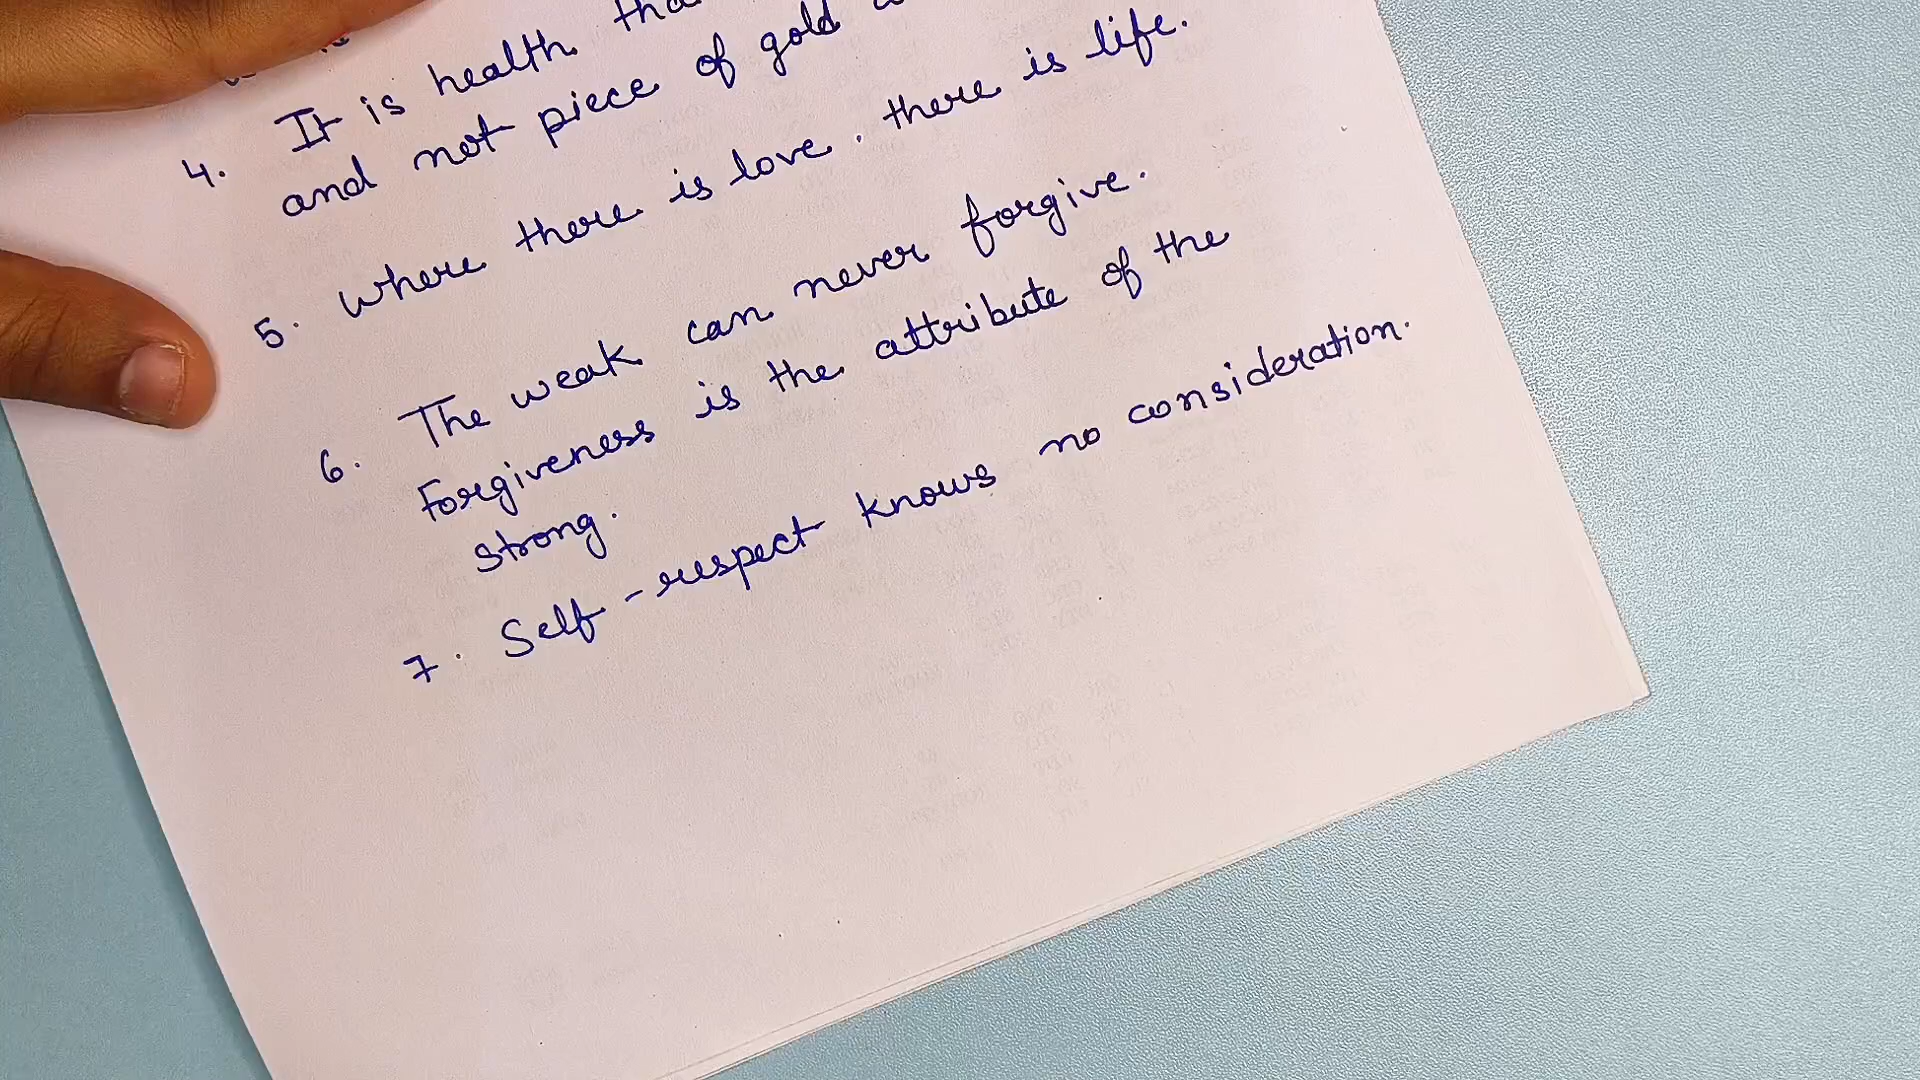 4. It is health
and not piece of gold
5. where there is love. there is life.
6. The weak can never forgive.
Forgiveness is the attribute of the
strong.
7. Self-respect knows no consideration.